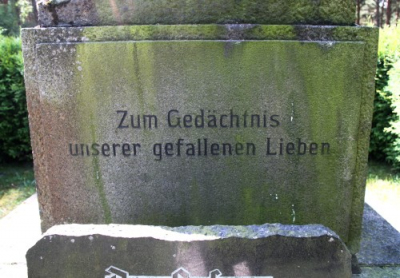 Zum Gedächtnis
unserer gefallenen Lieben